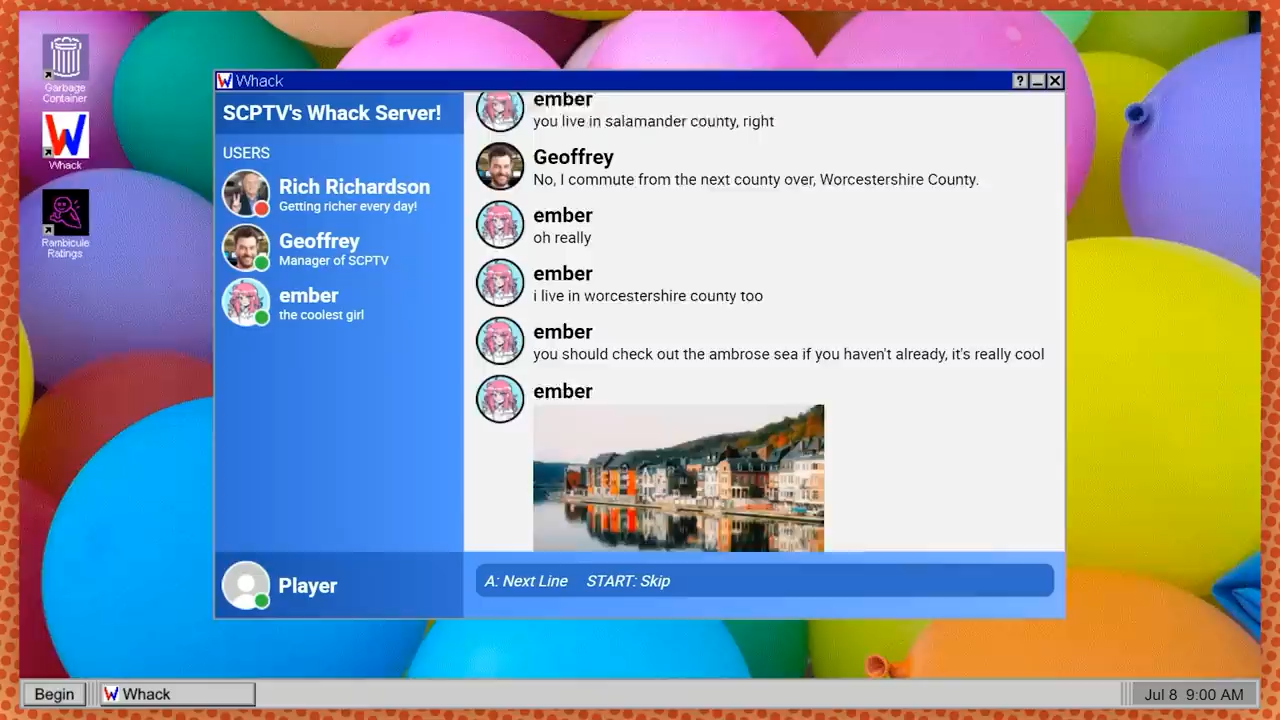 Garbage
Container
Whack
Rambicule
Ratings
Whack
SCPTV's Whack Server!
USERS
Rich Richardson
Getting richer every day!
Geoffrey
Manager of SCPTV
ember
the coolest girl
Player
ember
you live in salamander county, right
Geoffrey
No, I commute from the next county over, Worcestershire County.
ember
oh really
ember
i live in worcestershire county too
ember
you should check out the ambrose sea if you haven't already, it's really cool
ember
A: Next Line START: Skip
Begin
Whack
Jul 8 9:00 AM